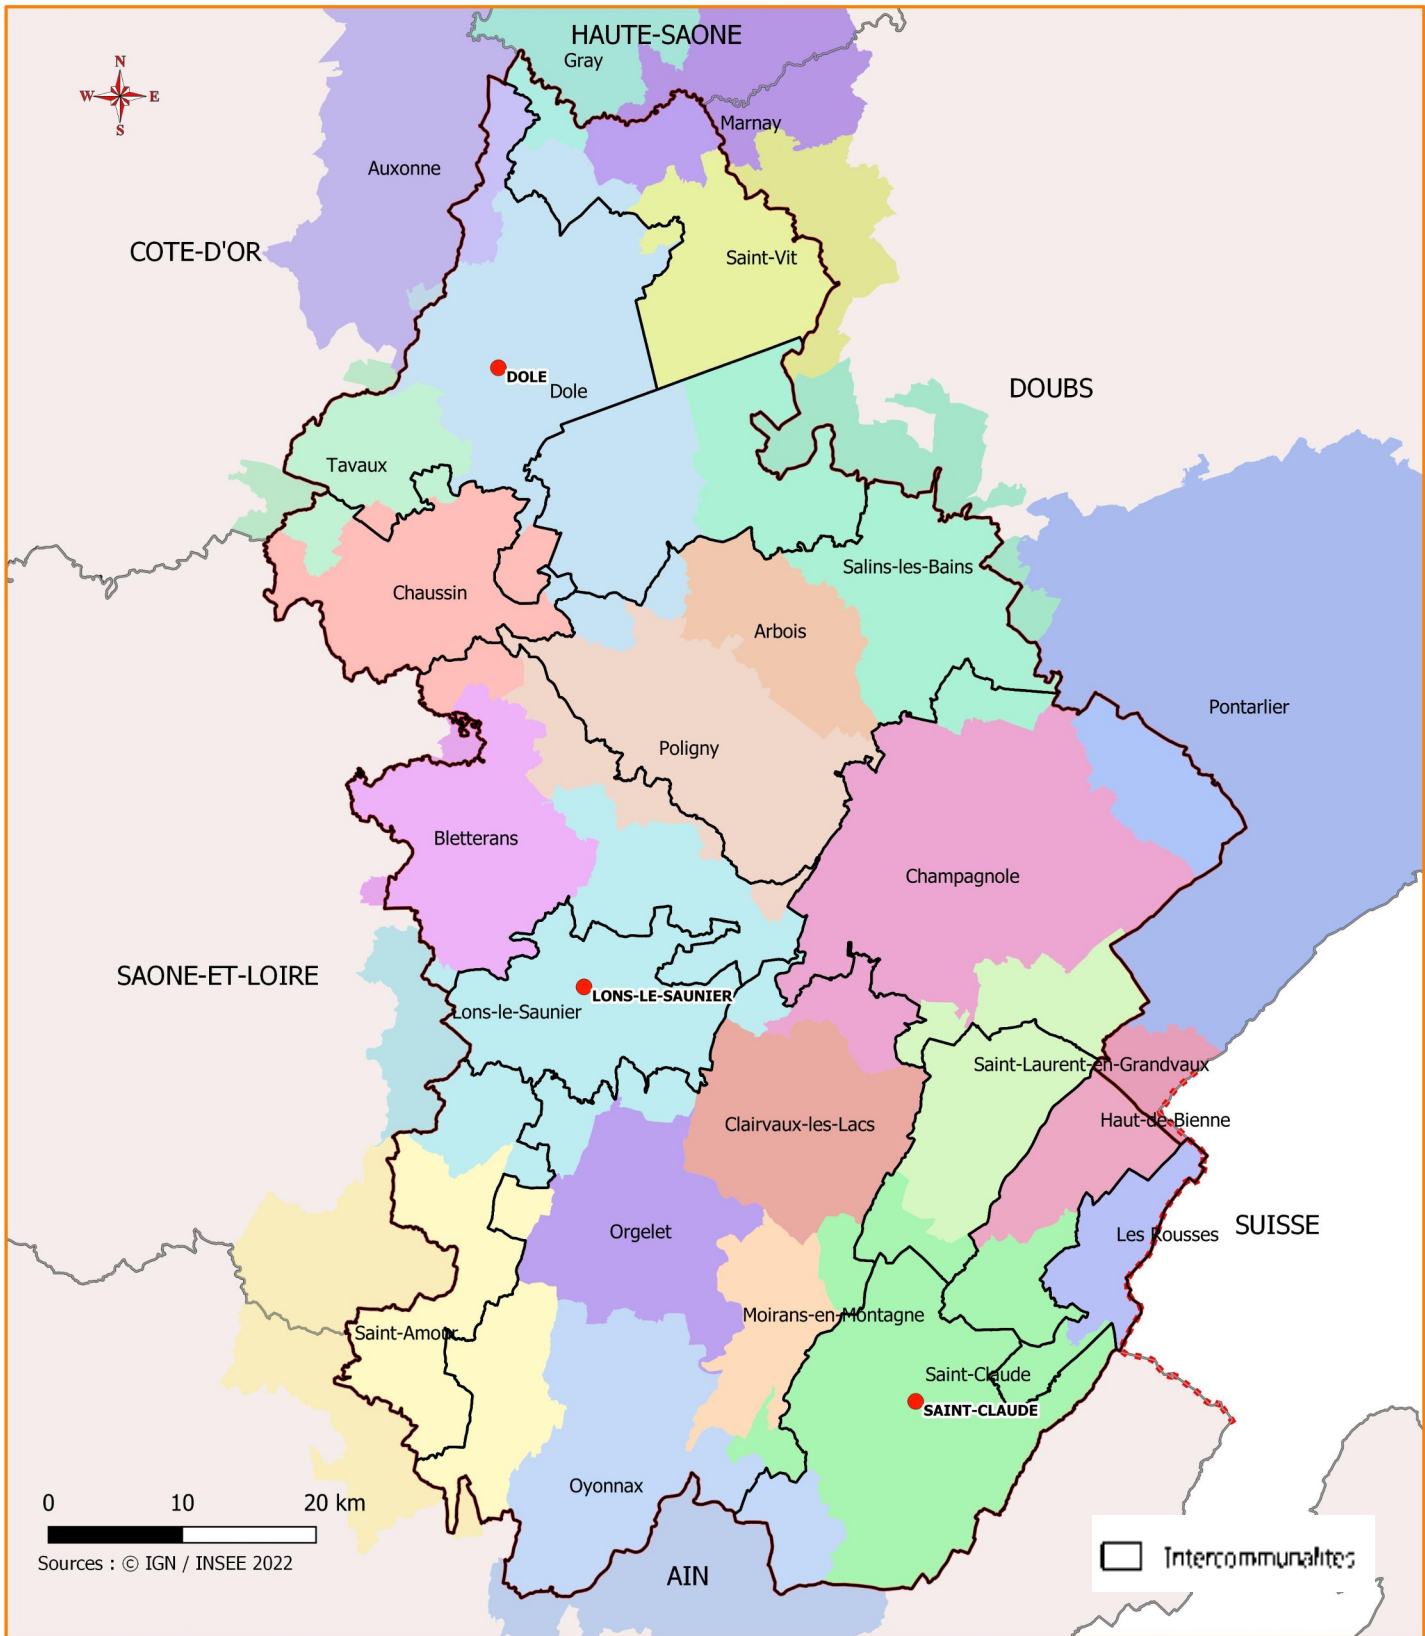 HAUTE-SAONE
Gray
N
W E
S
Marnay
Auxonne
COTE-D'OR
Saint-Vit
DOLE
Dole
DOUBS
Tavaux
Salins-les-Bains
Chaussin
Arbois
Pontarlier
Poligny
Bletterans
Champagnole
SAONE-ET-LOIRE
LONS-LE-SAUNIER
Lons-le-Saunier
Saint-Laurent-en-Grandvaux
Haut-de-Bienne
Clairvaux-les-Lacs
SUISSE
Orgelet
Les Rousses
Moirans-en-Montagne
Saint-Amour
Saint-Claude
SAINT-CLAUDE
Oyonnax
0 10 20 km
Sources : © IGN / INSEE 2022
AIN
Intercommunalites